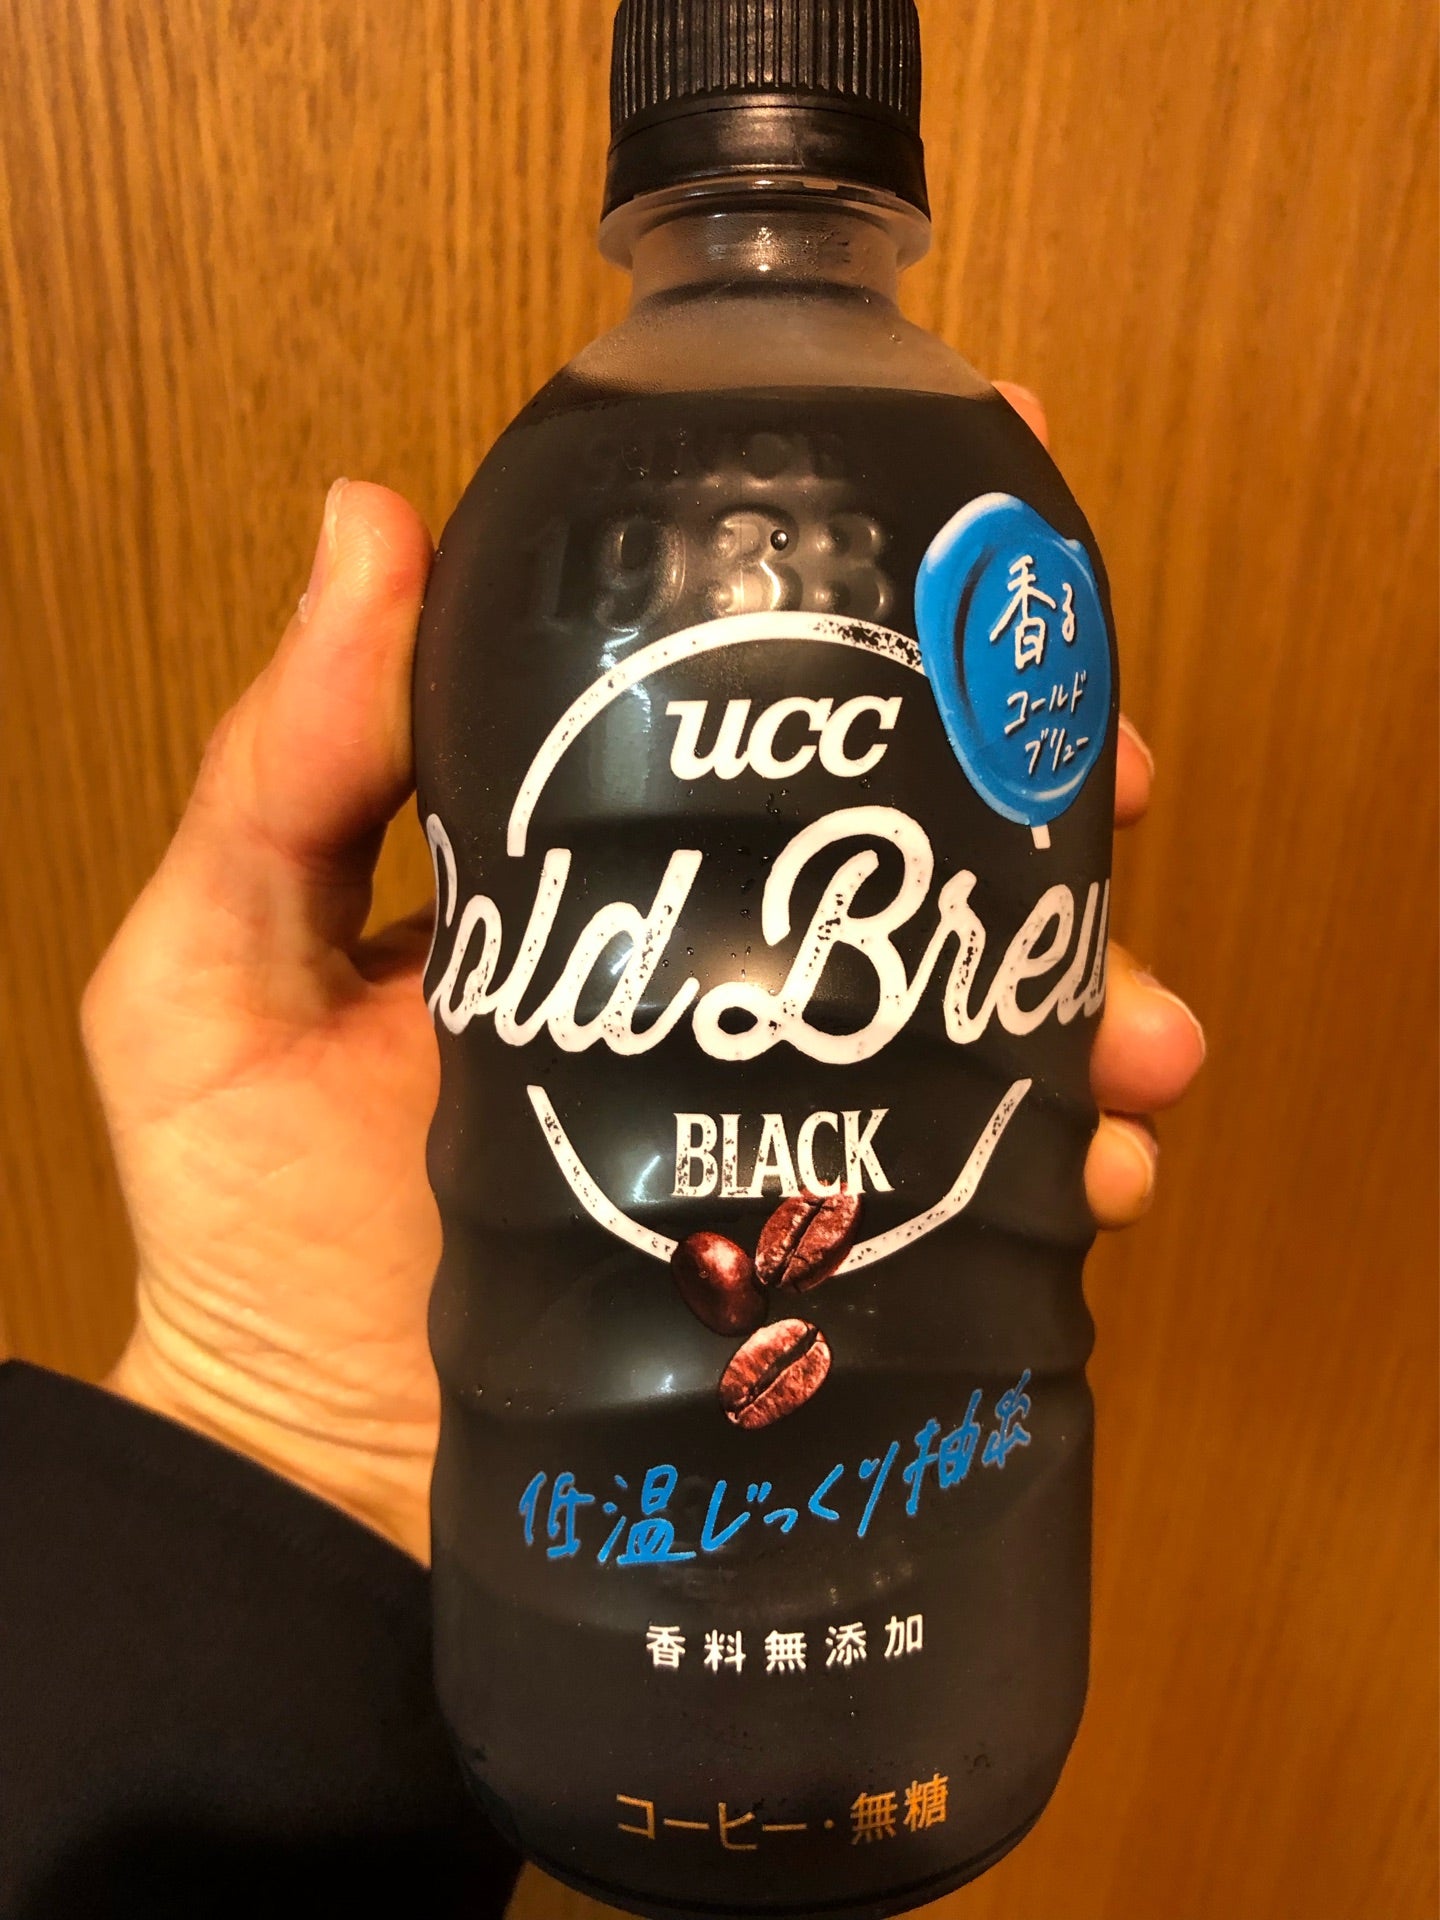 SINCE
1933
香る
コールド
ブリュー
UCC
Cold Brew
BLACK
低温じっくり抽出
香料無添加
コーヒー・無糖